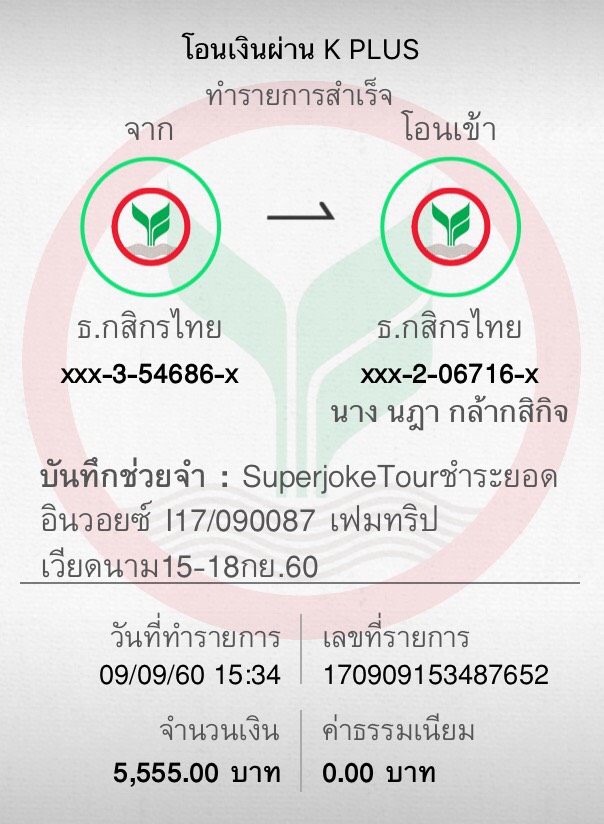 โอนเงินผ่าน K PLUS
ทำรายการสำเร็จ
จาก
โอนเข้า
ธ.กสิกรไทย
ธ.กสิกรไทย
xxx-3-54686-x
xxx-2-06716-x
นาง นฎา กล้ากสิกิจ
บันทึกช่วยจำ : SuperjokeTourชำระยอด
อินวอยซ์ I17/090087 เฟมทริป
เวียดนาม15-18กย.60
วันที่ทำรายการ
เลขที่รายการ
09/09/60 15:34
170909153487652
จำนวนเงิน
ค่าธรรมเนียม
5,555.00 บาท
0.00 บาท